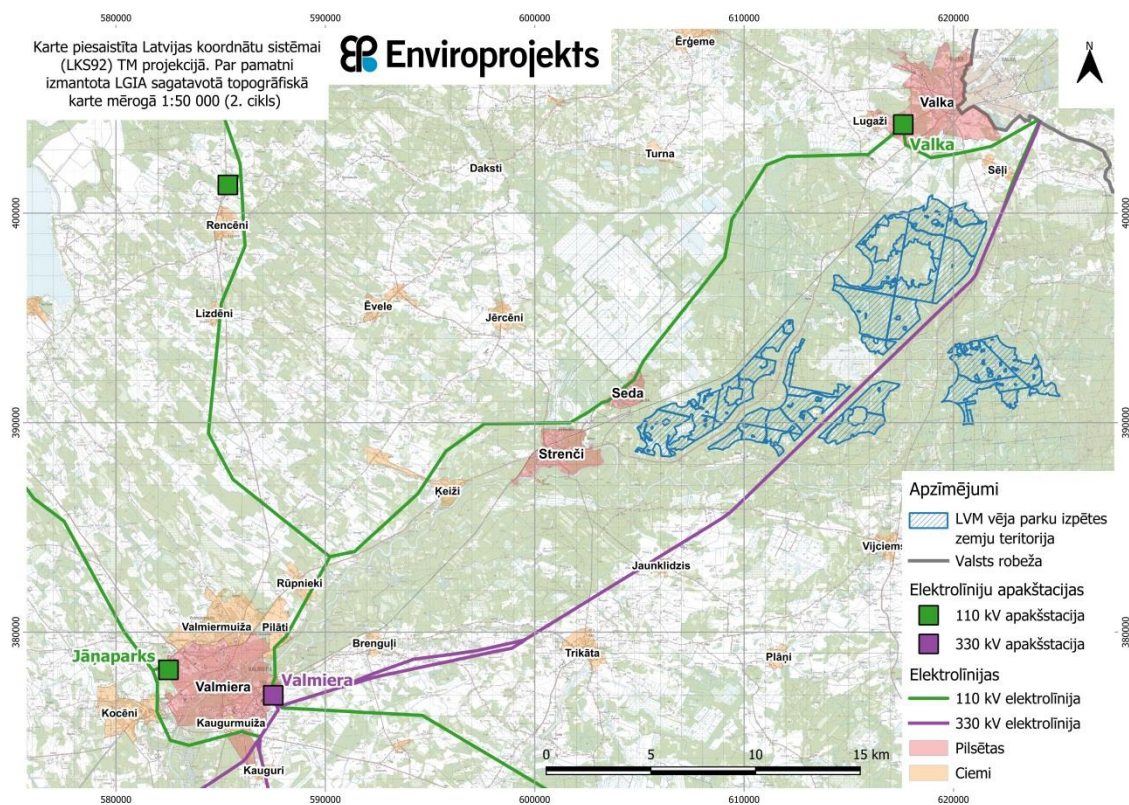 580000
590000
600000
610000
620000
Karte piesaistīta Latvijas koordnātu sistēmai
(LKS92) TM projekcijā. Par pamatni
izmantota LGIA sagatavotā topogrāfiskā
karte mērogā 1:50 000 (2. cikls)
Enviroprojekts
N
Ērģeme
Valka
Lugaži
Valka
Turna
Daksti
Sēļi
400000
400000
Rencēni
Lizdēni
Ēvele
Jērcēni
Seda
390000
390000
Strenči
Ķeiži
Vijciems
Jaunklidzis
Rūpnieki
Valmiermuiža
Pilāti
380000
380000
Brenguļi
Trikāta
Plāņi
Jāņaparks
Valmiera
Valmiera
Kocēni
Kaugurmuiža
Kauguri
0
5
10
15 km
Apzīmējumi
LVM vēja parku izpētes
zemju teritorija
Valsts robeža
Elektrolīniju apakštacijas
110 kV apakšstacija
330 kV apakšstacija
Elektrolīnijas
110 kV elektrolīnija
330 kV elektrolīnija
Pilsētas
Ciemi
580000
590000
600000
610000
620000